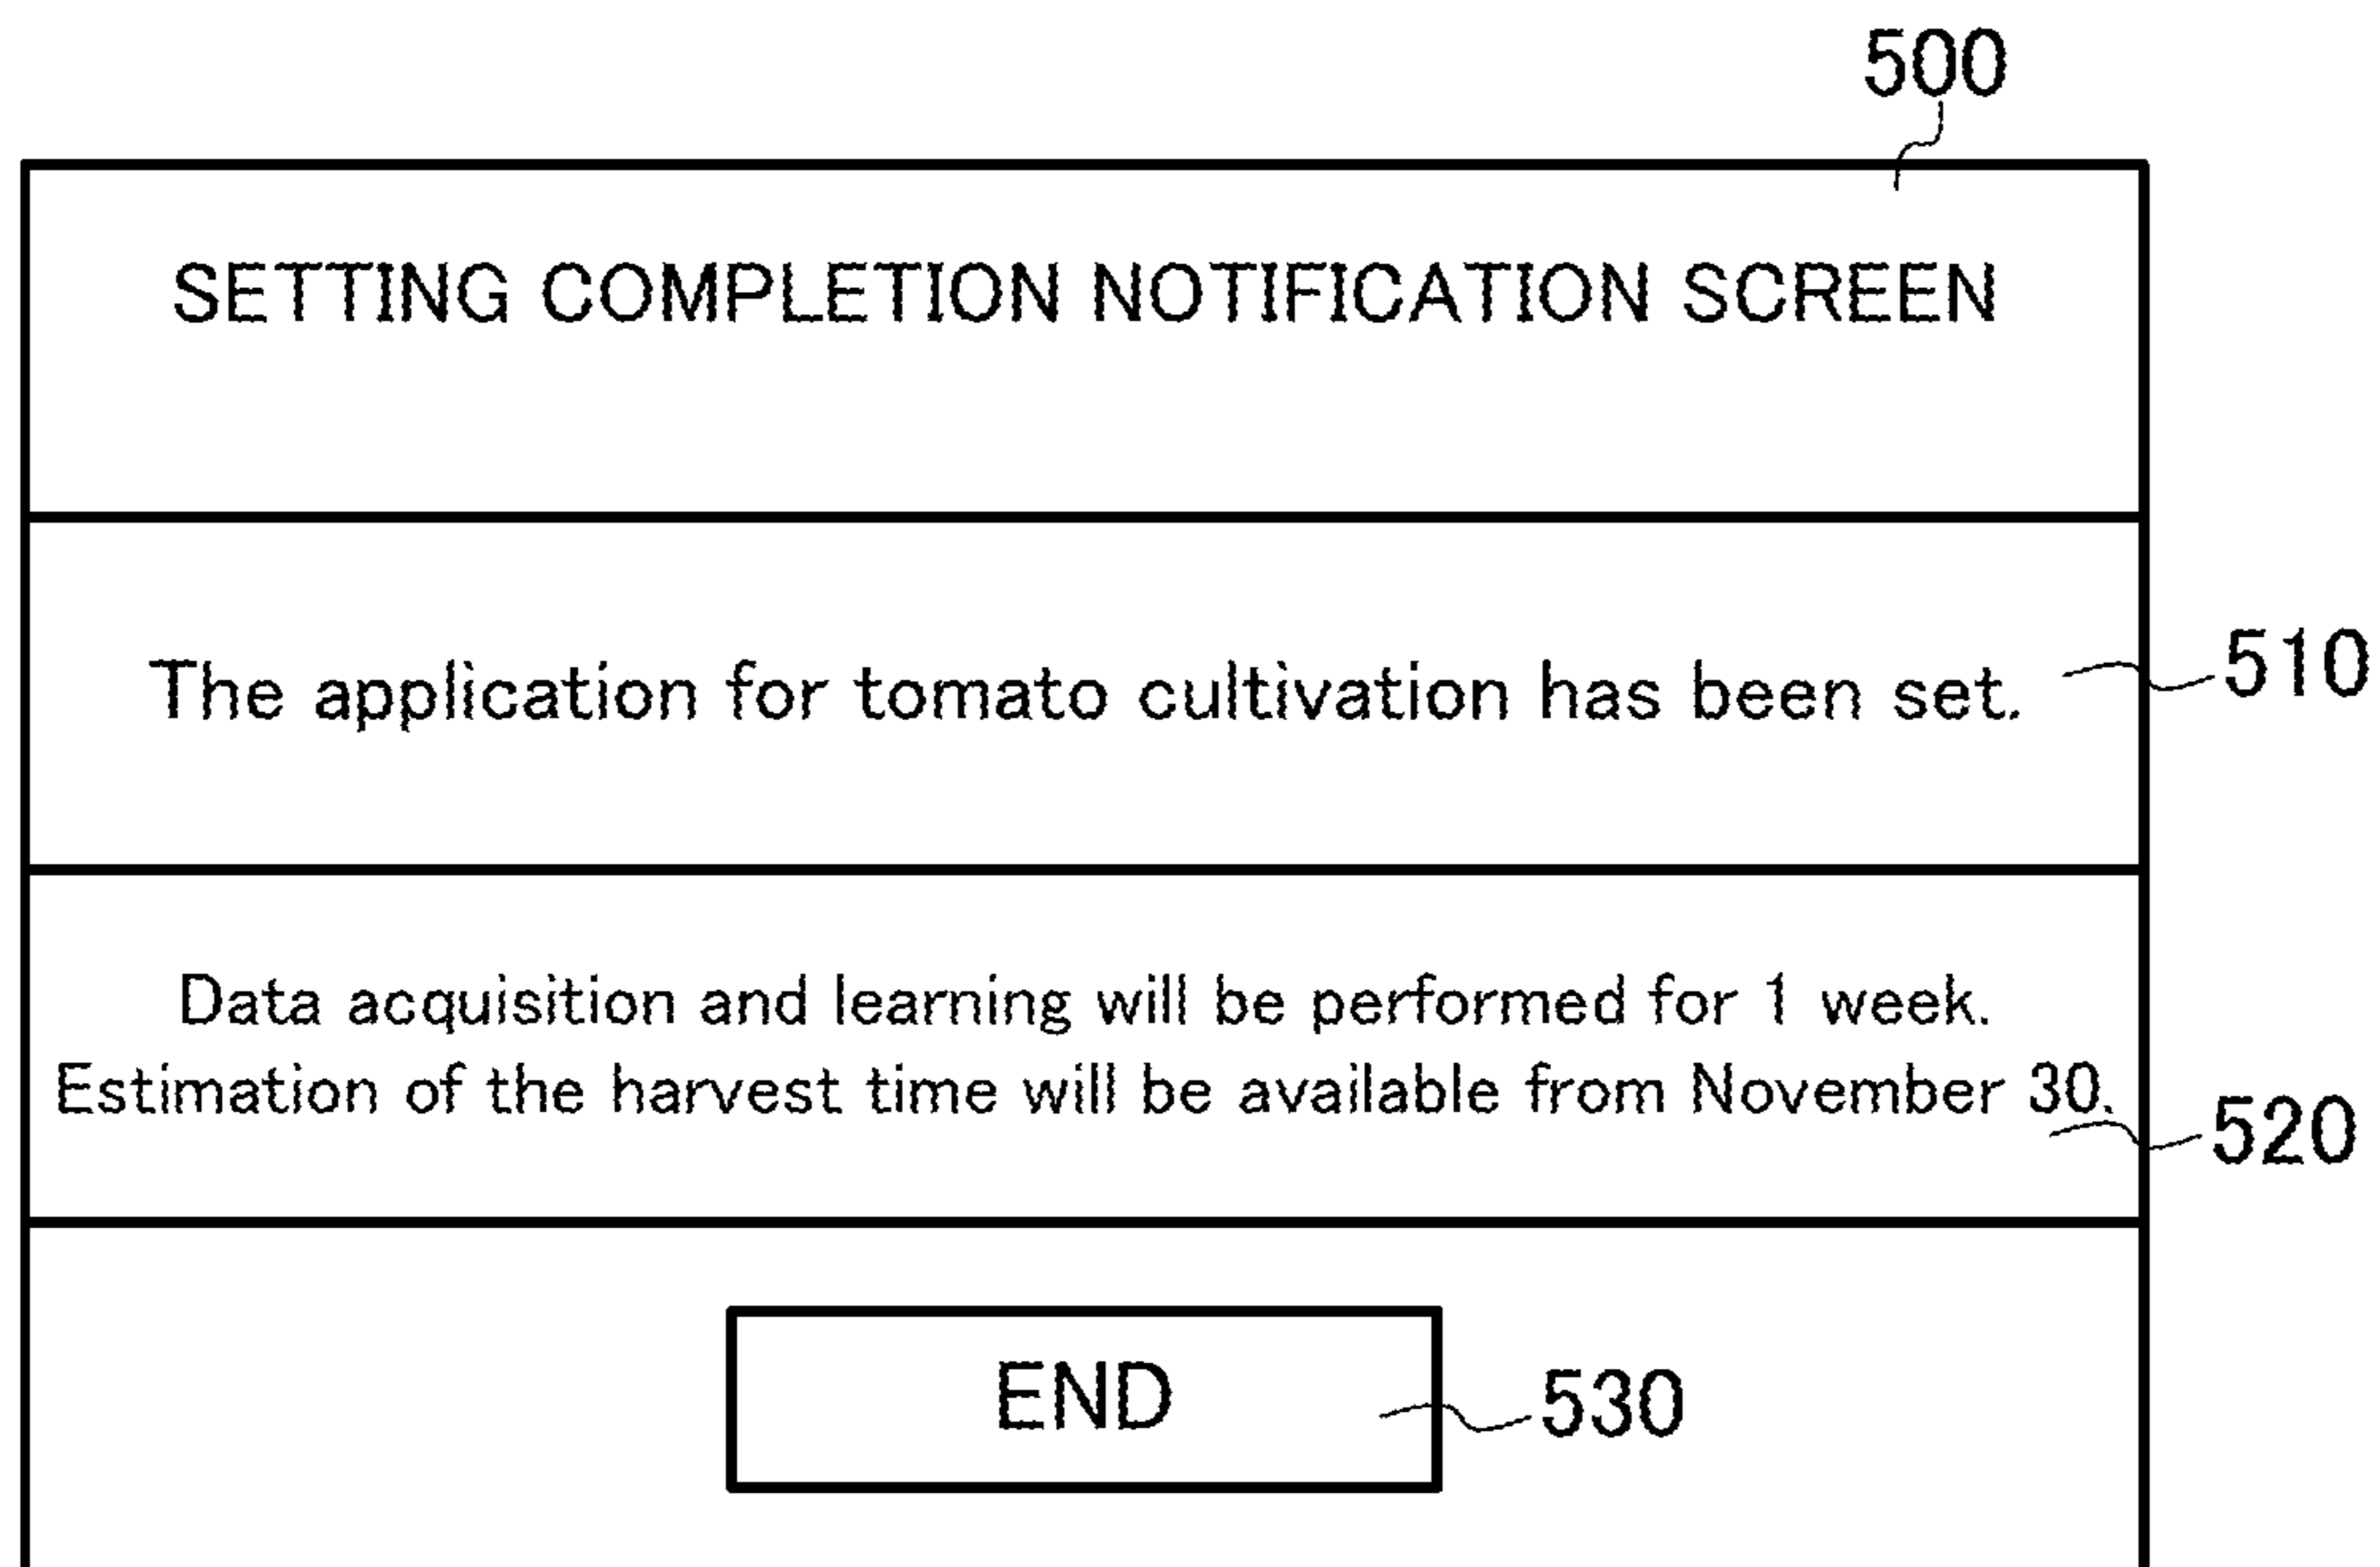 500
SETTING COMPLETION NOTIFICATION SCREEN
The application for tomato cultivation has been set.
510
Data acquisition and learning will be performed for 1 week.
Estimation of the harvest time will be available from November 30.
520
END
530